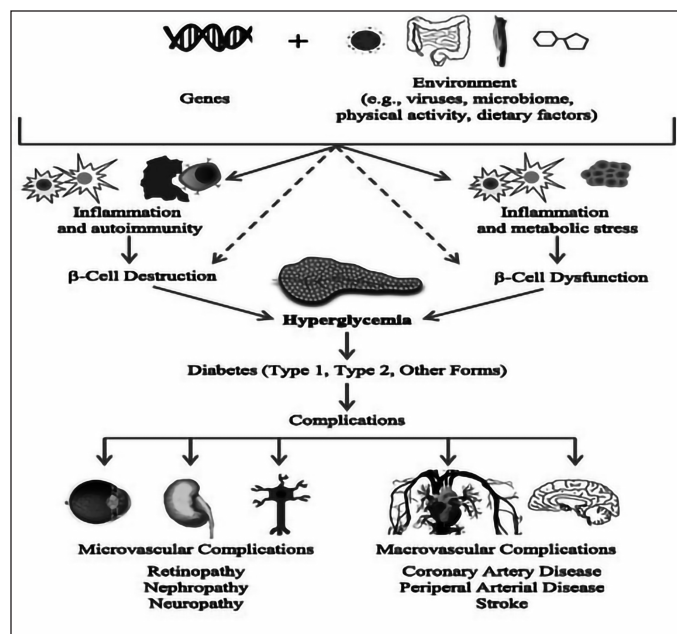 +
Genes
Environment
(e.g., viruses, microbiome,
physical activity, dietary factors)
Inflammation
and autoimmunity
Inflammation
and metabolic stress
β-Cell Destruction
β-Cell Dysfunction
Hyperglycemia
Diabetes (Type 1, Type 2, Other Forms)
Complications
Microvascular Complications
Retinopathy
Nephropathy
Neuropathy
Macrovascular Complications
Coronary Artery Disease
Periperal Arterial Disease
Stroke